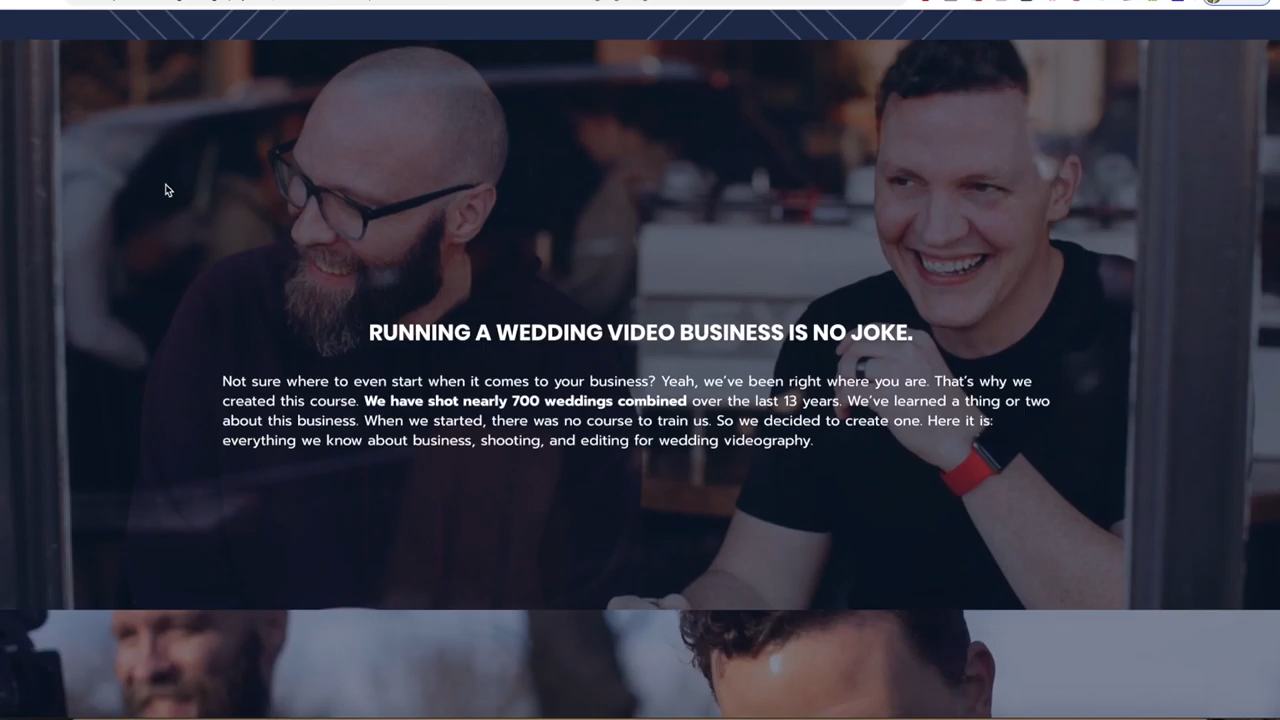 RUNNING A WEDDING VIDEO BUSINESS IS NO JOKE.
Not sure where to even start when it comes to your business? Yeah, we've been right where you are. That's why we
created this course. We have shot nearly 700 weddings combined over the last 13 years. We've learned a thing or two
about this business. When we started, there was no course to train us. So we decided to create one. Here it is:
everything we know about business, shooting, and editing for wedding videography.